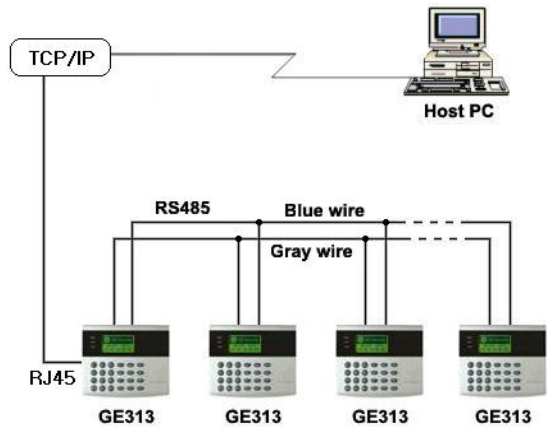 TCP/IP
Host PC
RS485
Blue wire
Gray wire
RJ45
GE313
GE313
GE313
GE313